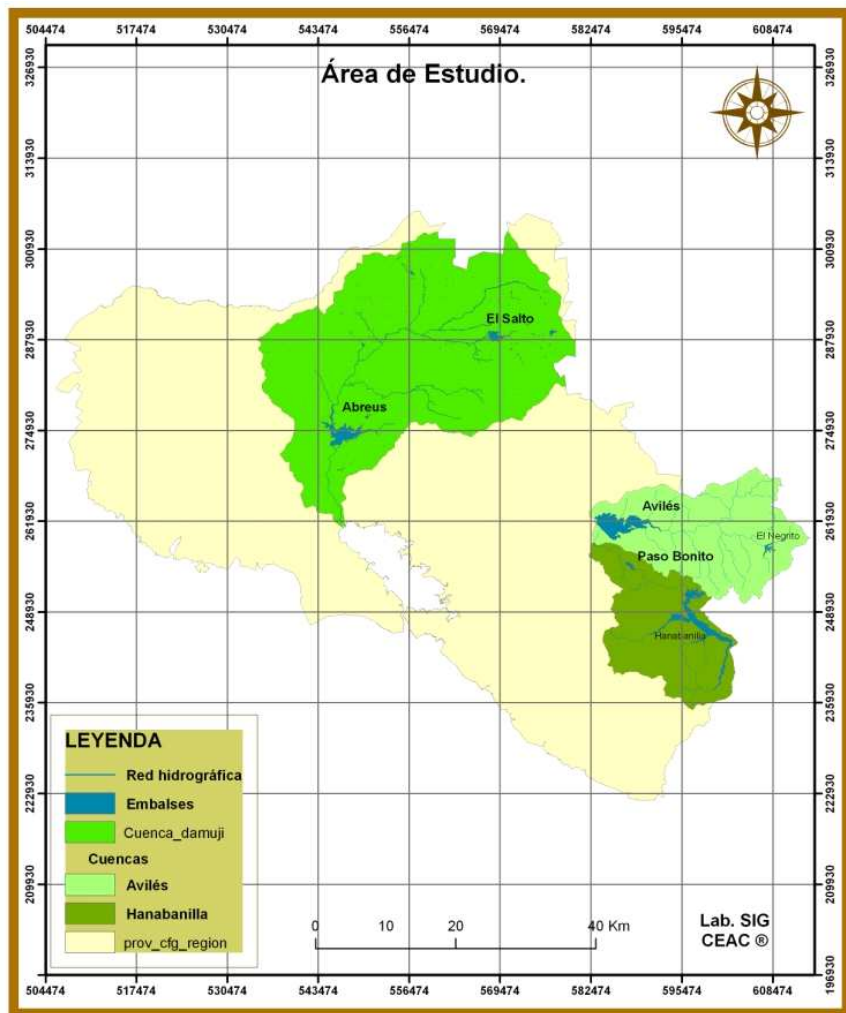 504474 517474 530474 543474 556474 569474 582474 595474 608474
Área de Estudio.
326930 326930
313930 313930
300930 300930
El Salto
287930 287930
Abreus
274930 274930
Avilés
261930 261930
El Negrito
Paso Bonito
248930 248930
Hanabanilla
235930 235930
LEYENDA
Red hidrográfica
Embalses
Cuenca_damuji
Cuencas
Avilés
Hanabanilla
prov_cfg_region
222930 222930
209930 209930
0 10 20 40 Km
Lab. SIG
CEAC ®
196930 196930
504474 517474 530474 543474 556474 569474 582474 595474 608474